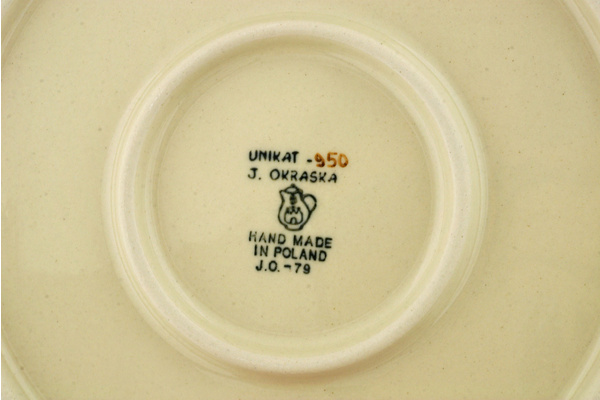 UNIKAT -950
J. OKRASKA
HAND MADE
IN POLAND
J.O.-79